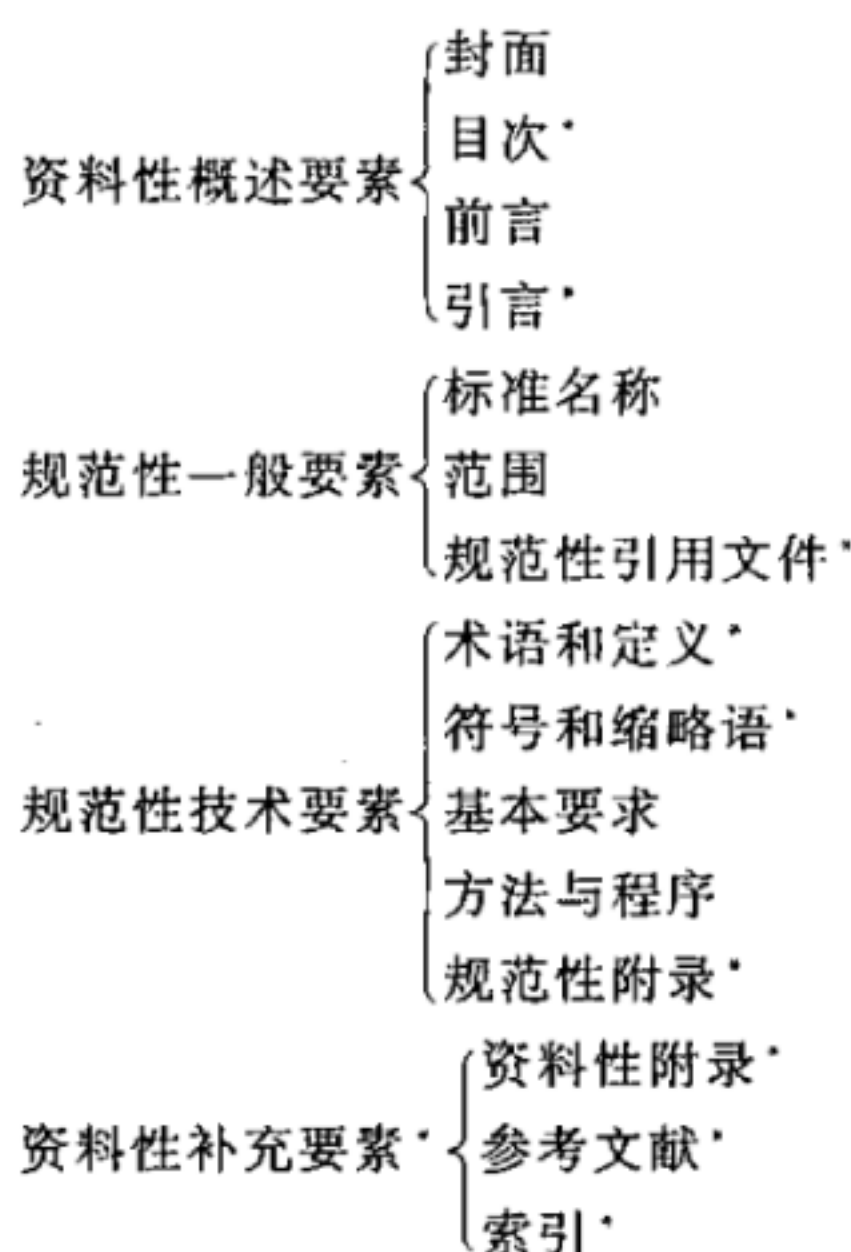 资料性概述要素
封面
目次*
前言
引言*
规范性一般要素
标准名称
范围
规范性引用文件*
规范性技术要素
术语和定义*
符号和缩略语*
基本要求
方法与程序
规范性附录*
资料性补充要素*
资料性附录*
参考文献*
索引*